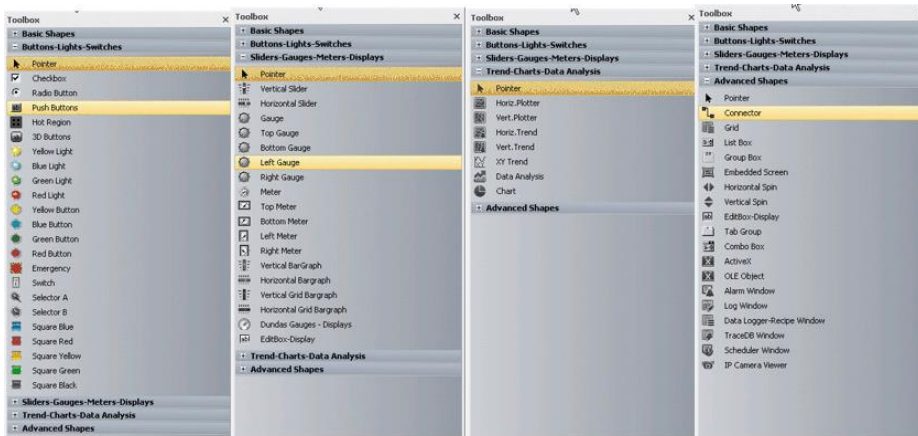 Toolbox
Basic Shapes
Buttons-Lights-Switches
Pointer
Checkbox
Radio Button
Push Buttons
Hot Region
3D Buttons
Yellow Light
Blue Light
Green Light
Red Light
Yellow Button
Blue Button
Green Button
Red Button
Emergency
Switch
Selector A
Selector B
Square Blue
Square Red
Square Yellow
Square Green
Square Black
Sliders-Gauges-Meters-Displays
Trend-Charts-Data Analysis
Advanced Shapes
Toolbox
Basic Shapes
Buttons-Lights-Switches
Sliders-Gauges-Meters-Displays
Pointer
Vertical Slider
Horizontal Slider
Gauge
Top Gauge
Bottom Gauge
Left Gauge
Right Gauge
Meter
Top Meter
Bottom Meter
Left Meter
Right Meter
Vertical BarGraph
Horizontal Bargraph
Vertical Grid Bargraph
Horizontal Grid Bargraph
Dundas Gauges - Displays
EditBox-Display
Trend-Charts-Data Analysis
Advanced Shapes
Toolbox
Basic Shapes
Buttons-Lights-Switches
Sliders-Gauges-Meters-Displays
Trend-Charts-Data Analysis
Pointer
Horiz.Plotter
Vert.Plotter
Horiz.Trend
Vert.Trend
XY Trend
Data Analysis
Chart
Advanced Shapes
Toolbox
Basic Shapes
Buttons-Lights-Switches
Sliders-Gauges-Meters-Displays
Trend-Charts-Data Analysis
Advanced Shapes
Pointer
Connector
Grid
List Box
Group Box
Embedded Screen
Horizontal Spin
Vertical Spin
EditBox-Display
Tab Group
Combo Box
ActiveX
OLE Object
Alarm Window
Log Window
Data Logger-Recipe Window
TraceDB Window
Scheduler Window
IP Camera Viewer